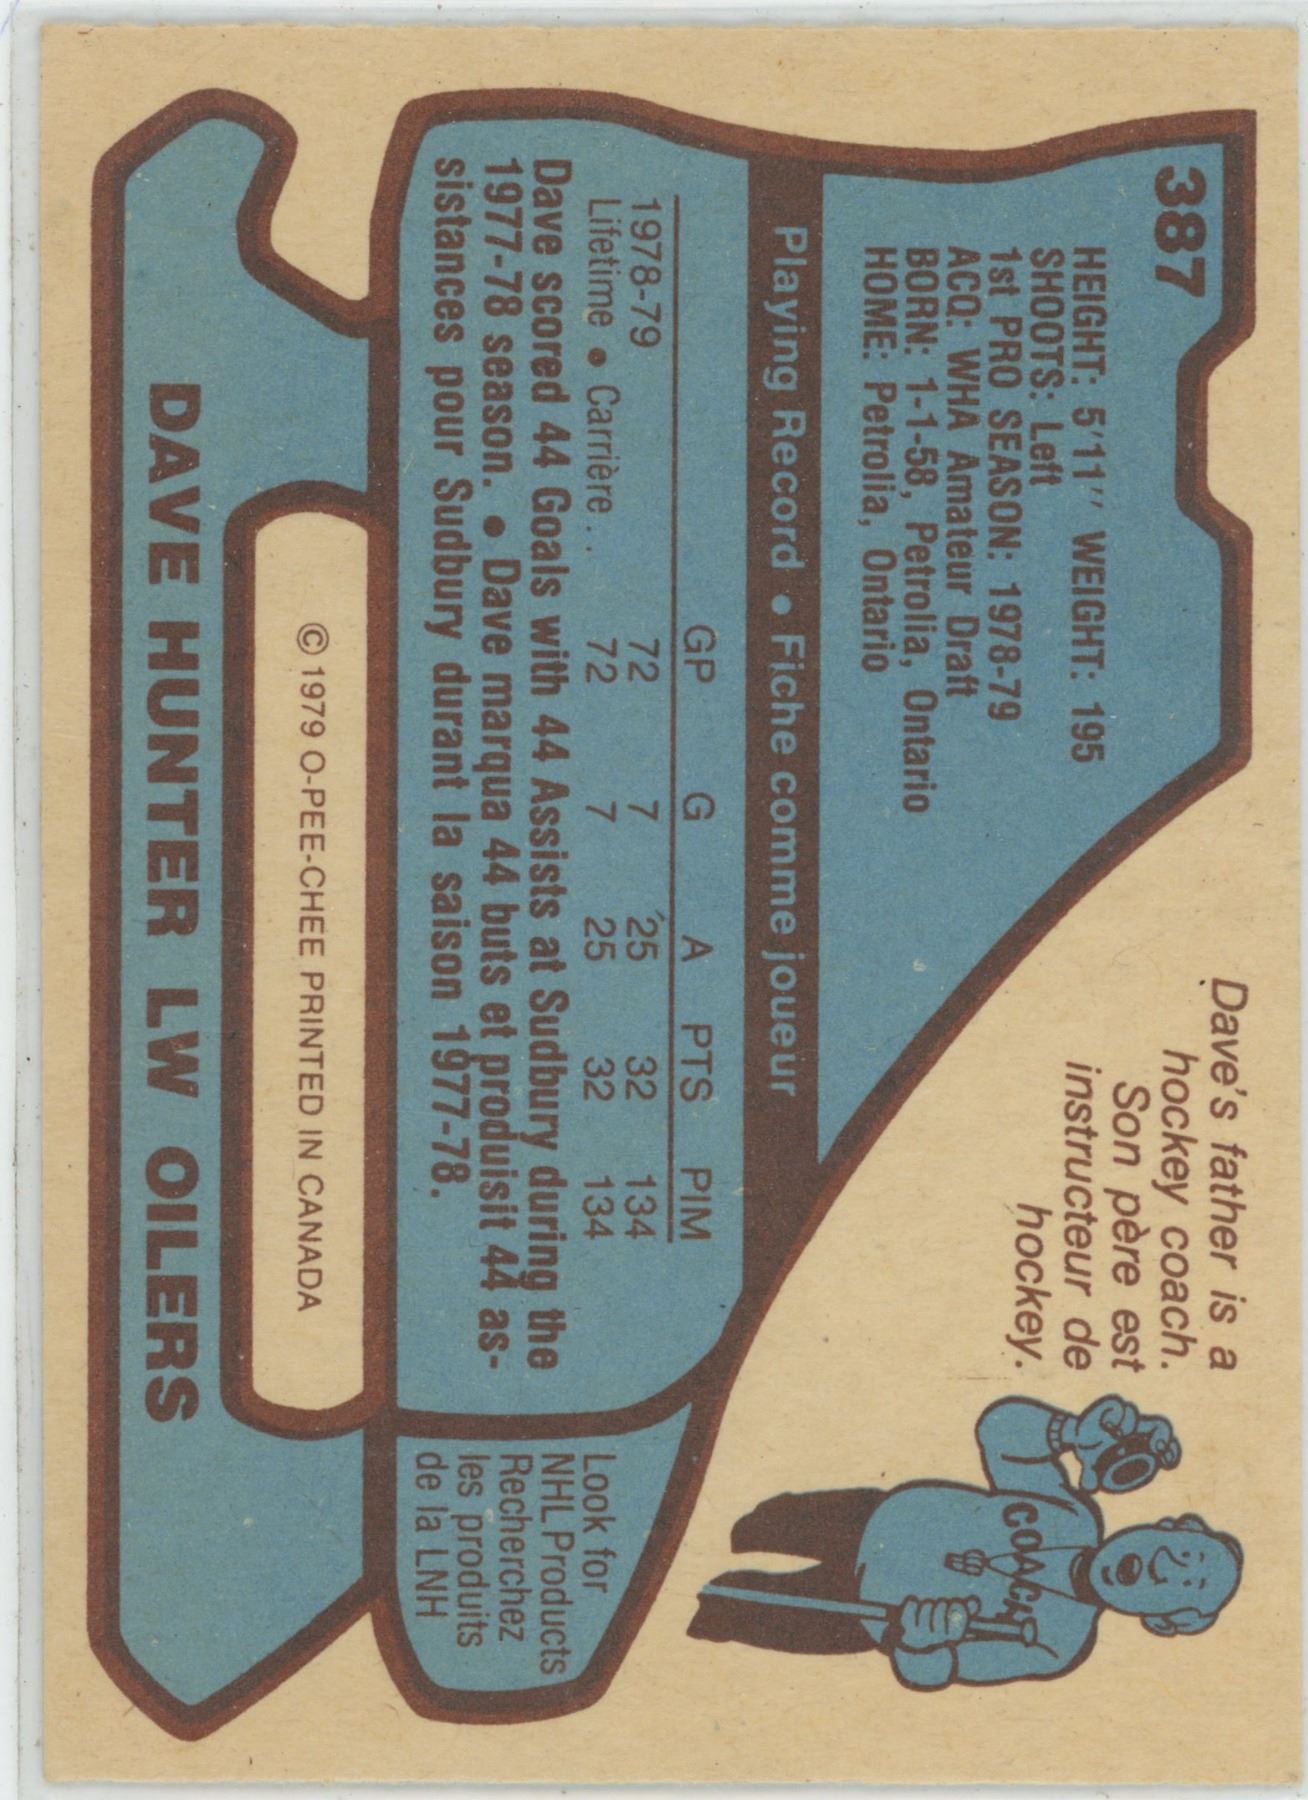 387
HEIGHT: 5'11" WEIGHT: 195
SHOOTS: Left
1st PRO SEASON: 1978-79
ACQ: WHA Amateur Draft
BORN: 1-1-58, Petrolia, Ontario
HOME: Petrolia, Ontario
Dave's father is a
hockey coach.
Son père est
instructeur de
hockey.
COACH
Playing Record • Fiche comme joueur
GP G A PTS PIM
1978-79 72 7 25 32 134
Lifetime • Carrière . . 72 7 25 32 134
Dave scored 44 Goals with 44 Assists at Sudbury during the
1977-78 season. • Dave marqua 44 buts et produisit 44 as-
sistances pour Sudbury durant la saison 1977-78.
Look for
NHL Products
Recherchez
les produits
de la LNH
© 1979 O-PEE-CHEE PRINTED IN CANADA
DAVE HUNTER LW OILERS